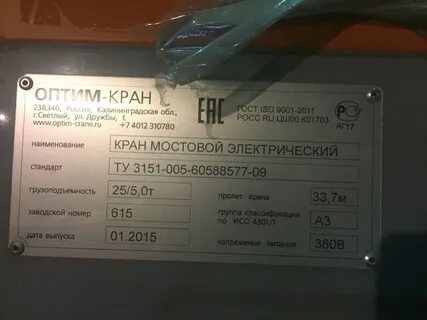 ОПТИМ-КРАН
238340, Россия, Калининградская обл.,
г.Светлый, ул. Дружбы, 1
www.optim-crane.ru +7 4012 310780
ЕАС
ГОСТ ISO 9001-2011
РОСС RU.ЦШ00.К01703
АГ17
наименование КРАН МОСТОВОЙ ЭЛЕКТРИЧЕСКИЙ
стандарт ТУ 3151-005-60588577-09
грузоподъемность 25/5,0т пролет крана 33,7м
заводской номер 615 группа классификации по ИСО 4301/1 А3
дата выпуска 01.2015 напряжение питания 380В